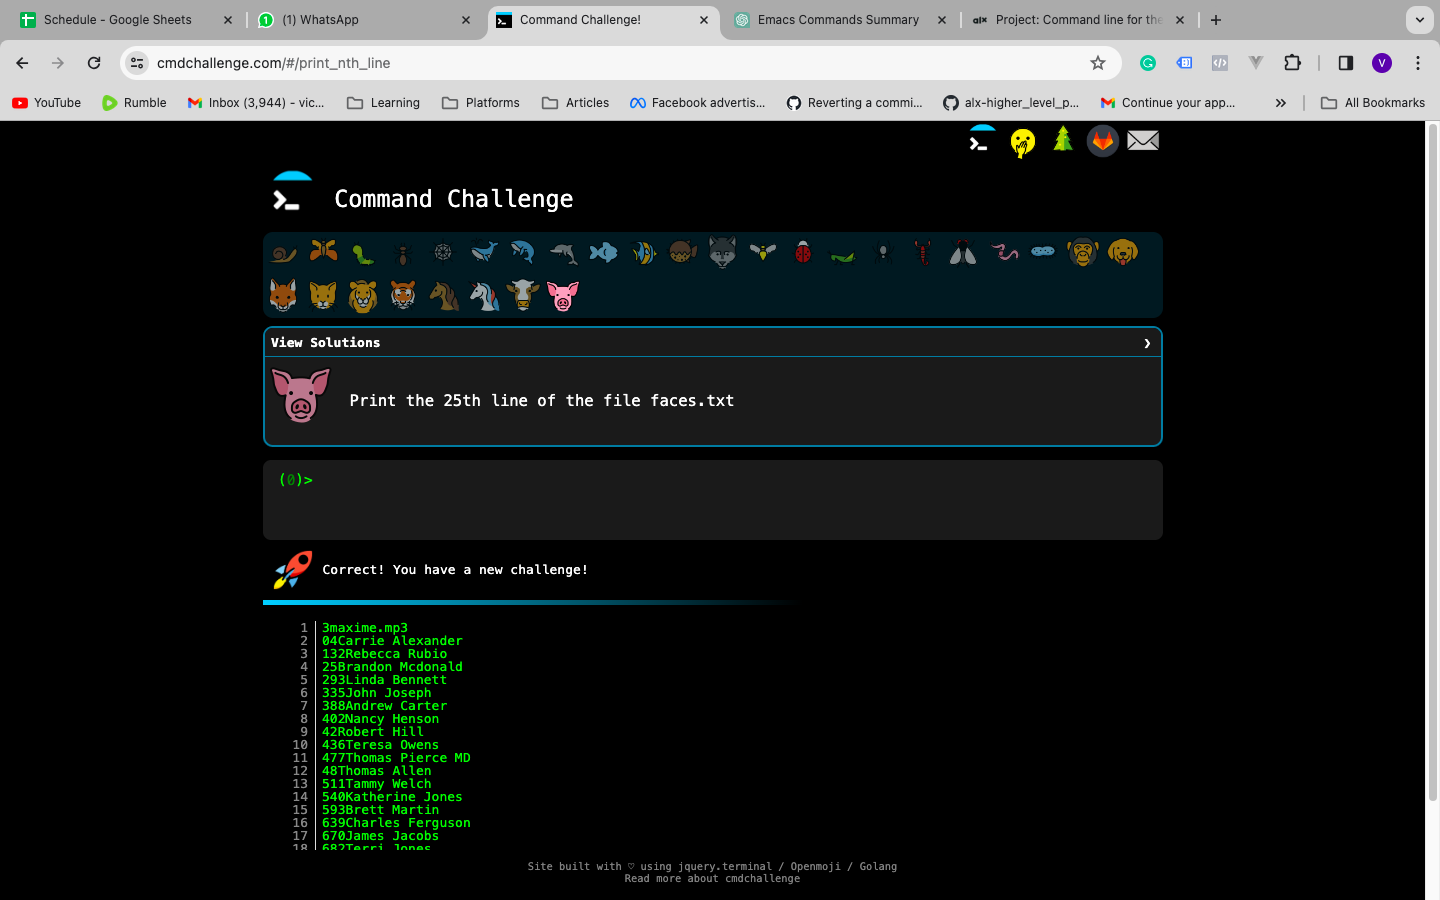 Schedule - Google Sheets
(1) WhatsApp
Command Challenge!
Emacs Commands Summary
Project: Command line for the
cmdchallenge.com/#/print_nth_line
V
YouTube
Rumble
Inbox (3,944) - vic...
Learning
Platforms
Articles
Facebook advertis...
Reverting a commi...
alx-higher_level_p...
Continue your app...
All Bookmarks
Command Challenge
View Solutions
Print the 25th line of the file faces.txt
(0)>
Correct! You have a new challenge!
1 3maxime.mp3
2 04Carrie Alexander
3 132Rebecca Rubio
4 25Brandon Mcdonald
5 293Linda Bennett
6 335John Joseph
7 388Andrew Carter
8 402Nancy Henson
9 42Robert Hill
10 436Teresa Owens
11 477Thomas Pierce MD
12 48Thomas Allen
13 511Tammy Welch
14 540Katherine Jones
15 593Brett Martin
16 639Charles Ferguson
17 670James Jacobs
18 682Terri Jones
Site built with ♡ using jquery.terminal / Openmoji / Golang
Read more about cmdchallenge